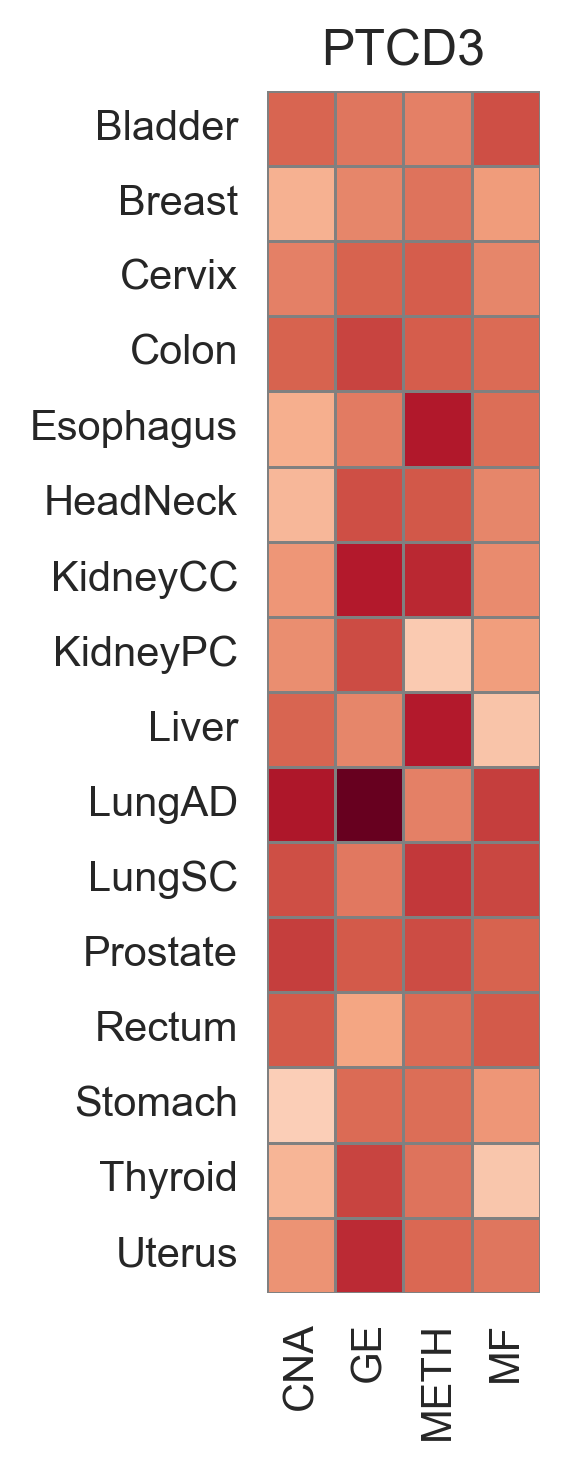 PTCD3
Bladder
Breast
Cervix
Colon
Esophagus
HeadNeck
KidneyCC
KidneyPC
Liver
LungAD
LungSC
Prostate
Rectum
Stomach
Thyroid
Uterus
CNA
GE
METH
MF